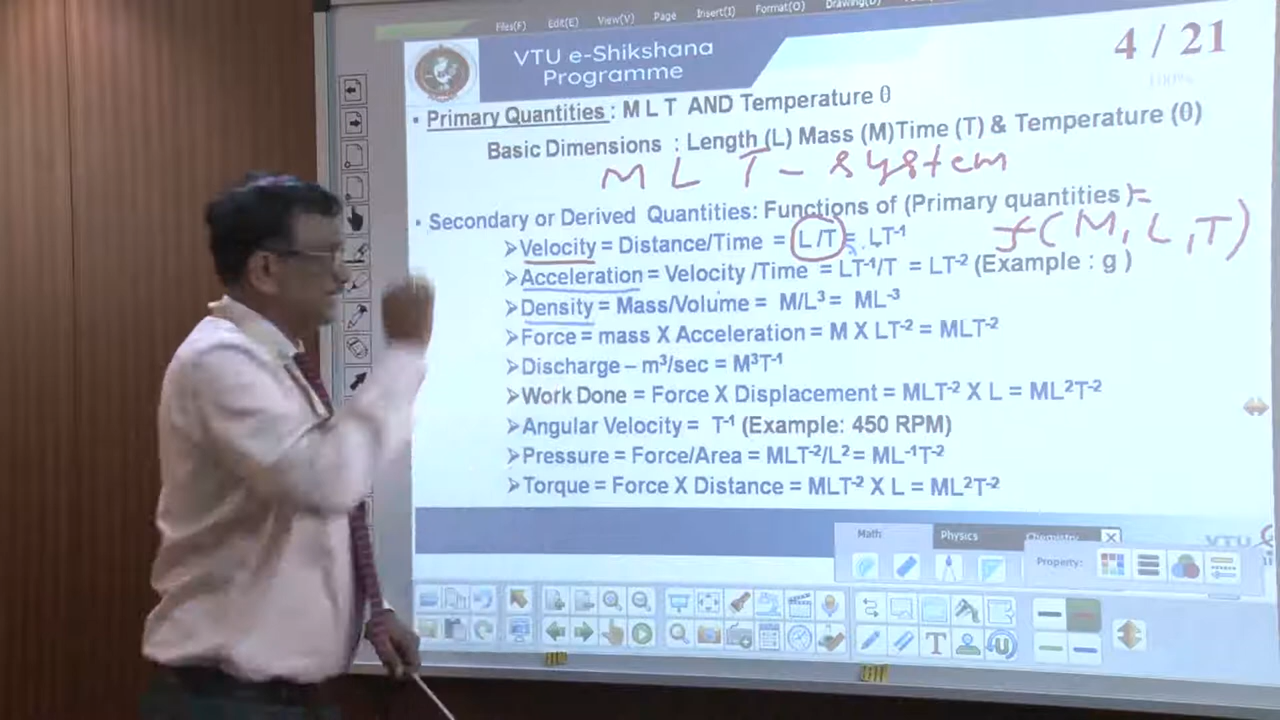 Files(F) Edit(E) View(V) Page Insert(I) Format(O) Drawing(D)
VTU e-Shikshana
Programme
4 / 21
100%
• Primary Quantities : M L T AND Temperature θ
Basic Dimensions : Length (L) Mass (M)Time (T) & Temperature (θ)
M L T - system
• Secondary or Derived Quantities: Functions of (Primary quantities )=
f(M, L, T)
➢Velocity = Distance/Time = L/T = LT⁻¹
➢Acceleration = Velocity /Time = LT⁻¹/T = LT⁻² (Example : g )
➢Density = Mass/Volume = M/L³ = ML⁻³
➢Force = mass X Acceleration = M X LT⁻² = MLT⁻²
➢Discharge – m³/sec = M³T⁻¹
➢Work Done = Force X Displacement = MLT⁻² X L = ML²T⁻²
➢Angular Velocity = T⁻¹ (Example: 450 RPM)
➢Pressure = Force/Area = MLT⁻²/L² = ML⁻¹T⁻²
➢Torque = Force X Distance = MLT⁻² X L = ML²T⁻²
Math Physics Chemistry
VTU
Property: